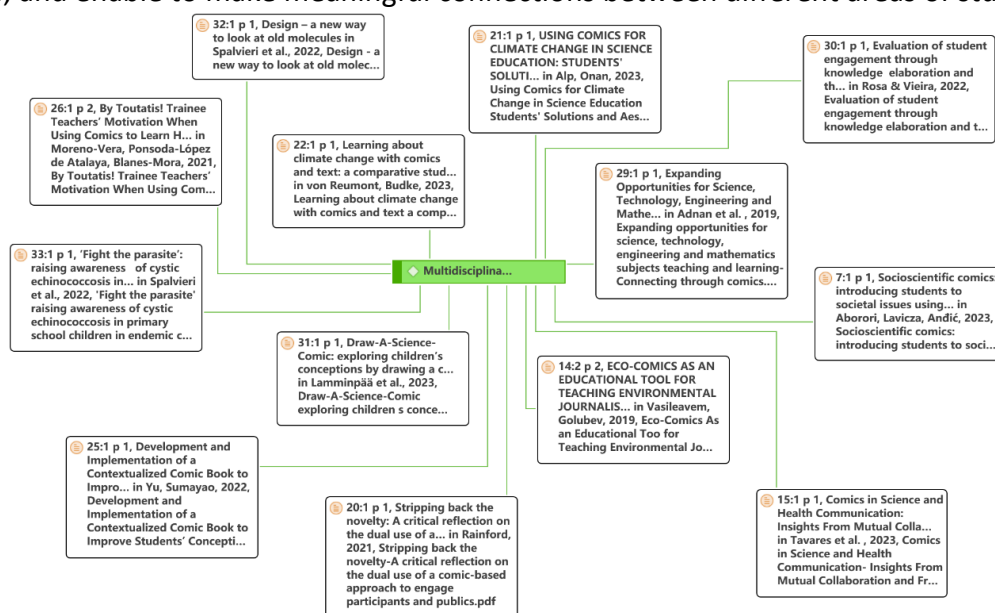 and enable to make meaningful connections between different areas of
32:1 p 1, Design – a new way
to look at old molecules in
Spalvieri et al., 2022, Design - a
new way to look at old molec...
21:1 p 1, USING COMICS FOR
CLIMATE CHANGE IN SCIENCE
EDUCATION: STUDENTS'
SOLUTI... in Alp, Onan, 2023,
Using Comics for Climate
Change in Science Education
Students' Solutions and Aes...
30:1 p 1, Evaluation of student
engagement through
knowledge elaboration and
th... in Rosa & Vieira, 2022,
Evaluation of student
engagement through
knowledge elaboration and t...
26:1 p 2, By Toutatis! Trainee
Teachers' Motivation When
Using Comics to Learn H... in
Moreno-Vera, Ponsoda-López
de Atalaya, Blanes-Mora, 2021,
By Toutatis! Trainee Teachers'
Motivation When Using Com...
22:1 p 1, Learning about
climate change with comics
and text: a comparative stud...
in von Reumont, Budke, 2023,
Learning about climate change
with comics and text a comp...
29:1 p 1, Expanding
Opportunities for Science,
Technology, Engineering and
Mathe... in Adnan et al. , 2019,
Expanding opportunities for
science, technology,
engineering and mathematics
subjects teaching and learning-
Connecting through comics....
33:1 p 1, 'Fight the parasite':
raising awareness of cystic
echinococcosis in... in Spalvieri
et al., 2022, 'Fight the parasite'
raising awareness of cystic
echinococcosis in primary
school children in endemic c...
Multidisciplina...
7:1 p 1, Socioscientific comics:
introducing students to
societal issues using... in
Aborori, Lavicza, Anđić, 2023,
Socioscientific comics:
introducing students to soci...
31:1 p 1, Draw-A-Science-
Comic: exploring children's
conceptions by drawing a c...
in Lamminpää et al., 2023,
Draw-A-Science-Comic
exploring children s conce...
14:2 p 2, ECO-COMICS AS AN
EDUCATIONAL TOOL FOR
TEACHING ENVIRONMENTAL
JOURNALIS... in Vasileavem,
Golubev, 2019, Eco-Comics As
an Educational Too for
Teaching Environmental Jo...
25:1 p 1, Development and
Implementation of a
Contextualized Comic Book to
Impro... in Yu, Sumayao, 2022,
Development and
Implementation of a
Contextualized Comic Book to
Improve Students' Concepti...
20:1 p 1, Stripping back the
novelty: A critical reflection on
the dual use of a... in Rainford,
2021, Stripping back the
novelty-A critical reflection on
the dual use of a comic-based
approach to engage
participants and publics.pdf
15:1 p 1, Comics in Science and
Health Communication:
Insights From Mutual Colla...
in Tavares et al. , 2023, Comics
in Science and Health
Communication- Insights From
Mutual Collaboration and Fr...